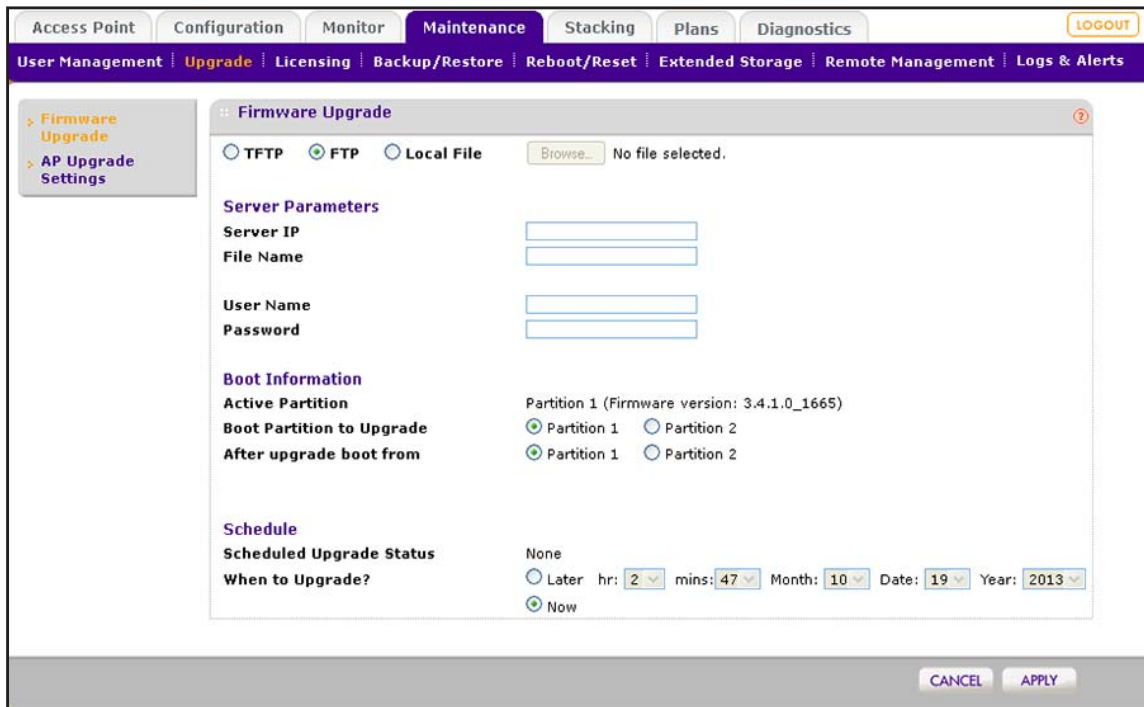 Access Point Configuration Monitor Maintenance Stacking Plans Diagnostics LOGOUT
User Management Upgrade Licensing Backup/Restore Reboot/Reset Extended Storage Remote Management Logs & Alerts
Firmware Upgrade
AP Upgrade Settings
Firmware Upgrade ?
TFTP FTP Local File Browse... No file selected.
Server Parameters
Server IP
File Name
User Name
Password
Boot Information
Active Partition Partition 1 (Firmware version: 3.4.1.0_1665)
Boot Partition to Upgrade Partition 1 Partition 2
After upgrade boot from Partition 1 Partition 2
Schedule
Scheduled Upgrade Status None
When to Upgrade? Later hr: 2 mins: 47 Month: 10 Date: 19 Year: 2013
Now
CANCEL APPLY